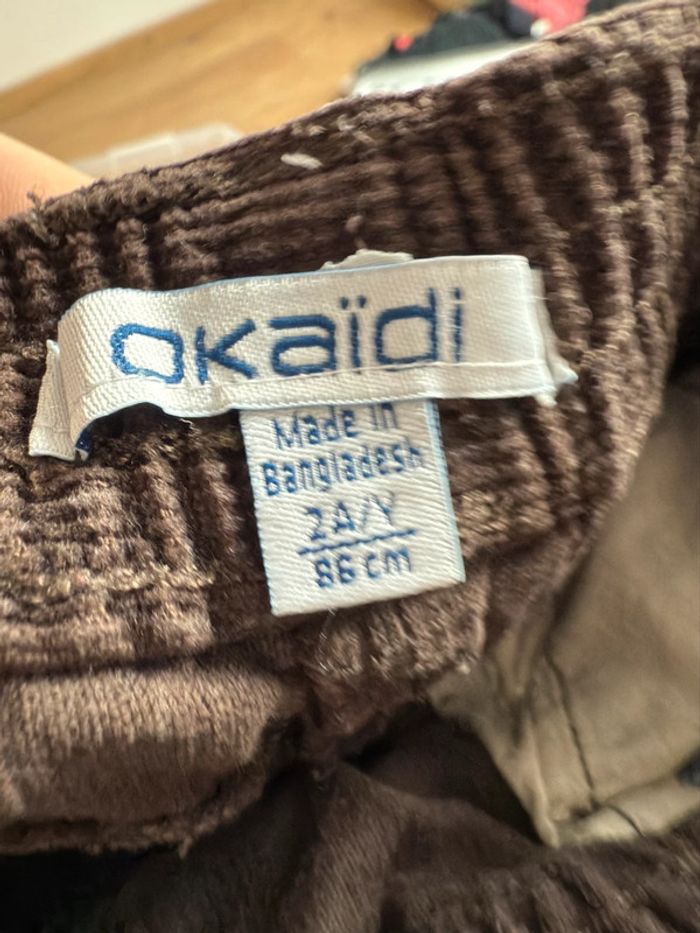 okaïdi
Made in
Bangladesh
2A/Y
86 cm